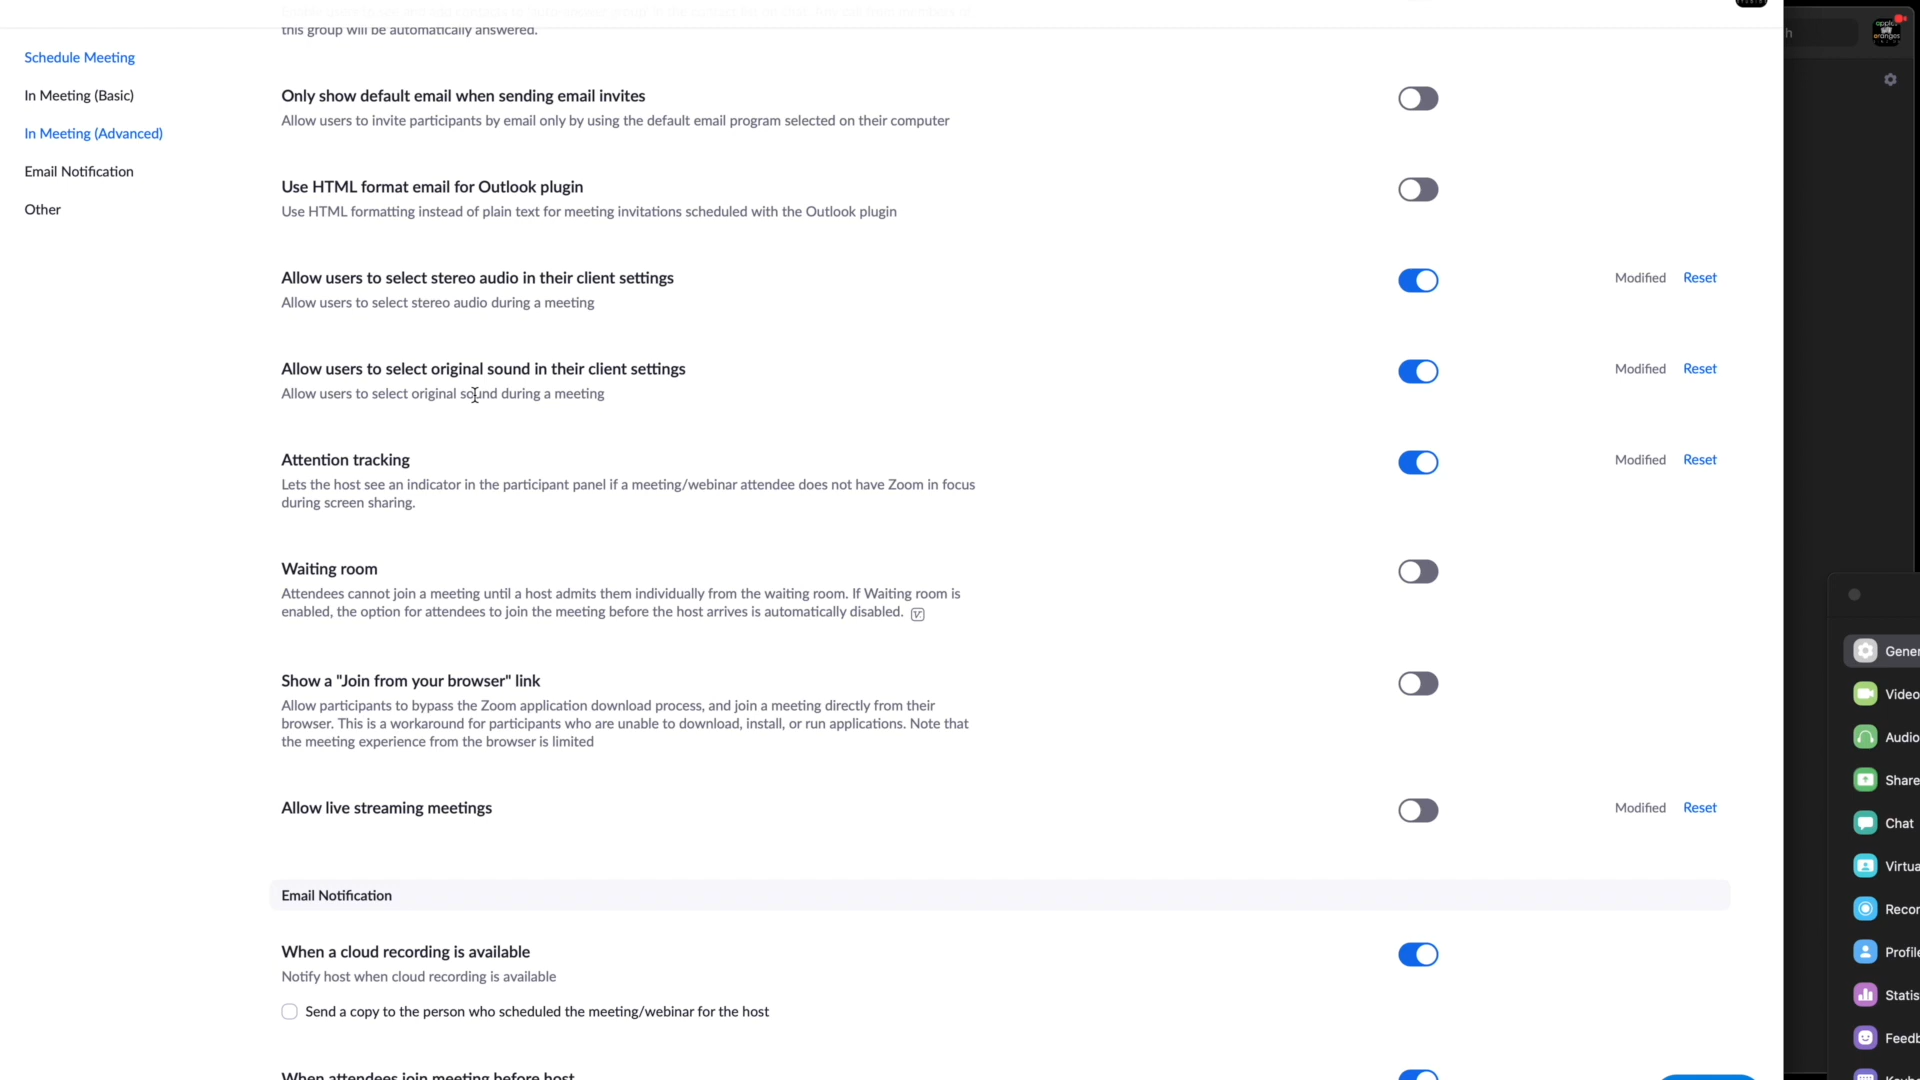 this group will be automatically answered.
Schedule Meeting
In Meeting (Basic)
In Meeting (Advanced)
Email Notification
Other
Only show default email when sending email invites
Allow users to invite participants by email only by using the default email program selected on their computer
Use HTML format email for Outlook plugin
Use HTML formatting instead of plain text for meeting invitations scheduled with the Outlook plugin
Allow users to select stereo audio in their client settings
Modified Reset
Allow users to select stereo audio during a meeting
Allow users to select original sound in their client settings
Modified Reset
Allow users to select original sound during a meeting
Attention tracking
Modified Reset
Lets the host see an indicator in the participant panel if a meeting/webinar attendee does not have Zoom in focus
during screen sharing.
Waiting room
Attendees cannot join a meeting until a host admits them individually from the waiting room. If Waiting room is
enabled, the option for attendees to join the meeting before the host arrives is automatically disabled.
Show a "Join from your browser" link
Allow participants to bypass the Zoom application download process, and join a meeting directly from their
browser. This is a workaround for participants who are unable to download, install, or run applications. Note that
the meeting experience from the browser is limited
Allow live streaming meetings
Modified Reset
Email Notification
When a cloud recording is available
Notify host when cloud recording is available
Send a copy to the person who scheduled the meeting/webinar for the host
When attendees join meeting before host
h
Gener
Video
Audio
Share
Chat
Virtua
Recor
Profile
Statis
Feedb